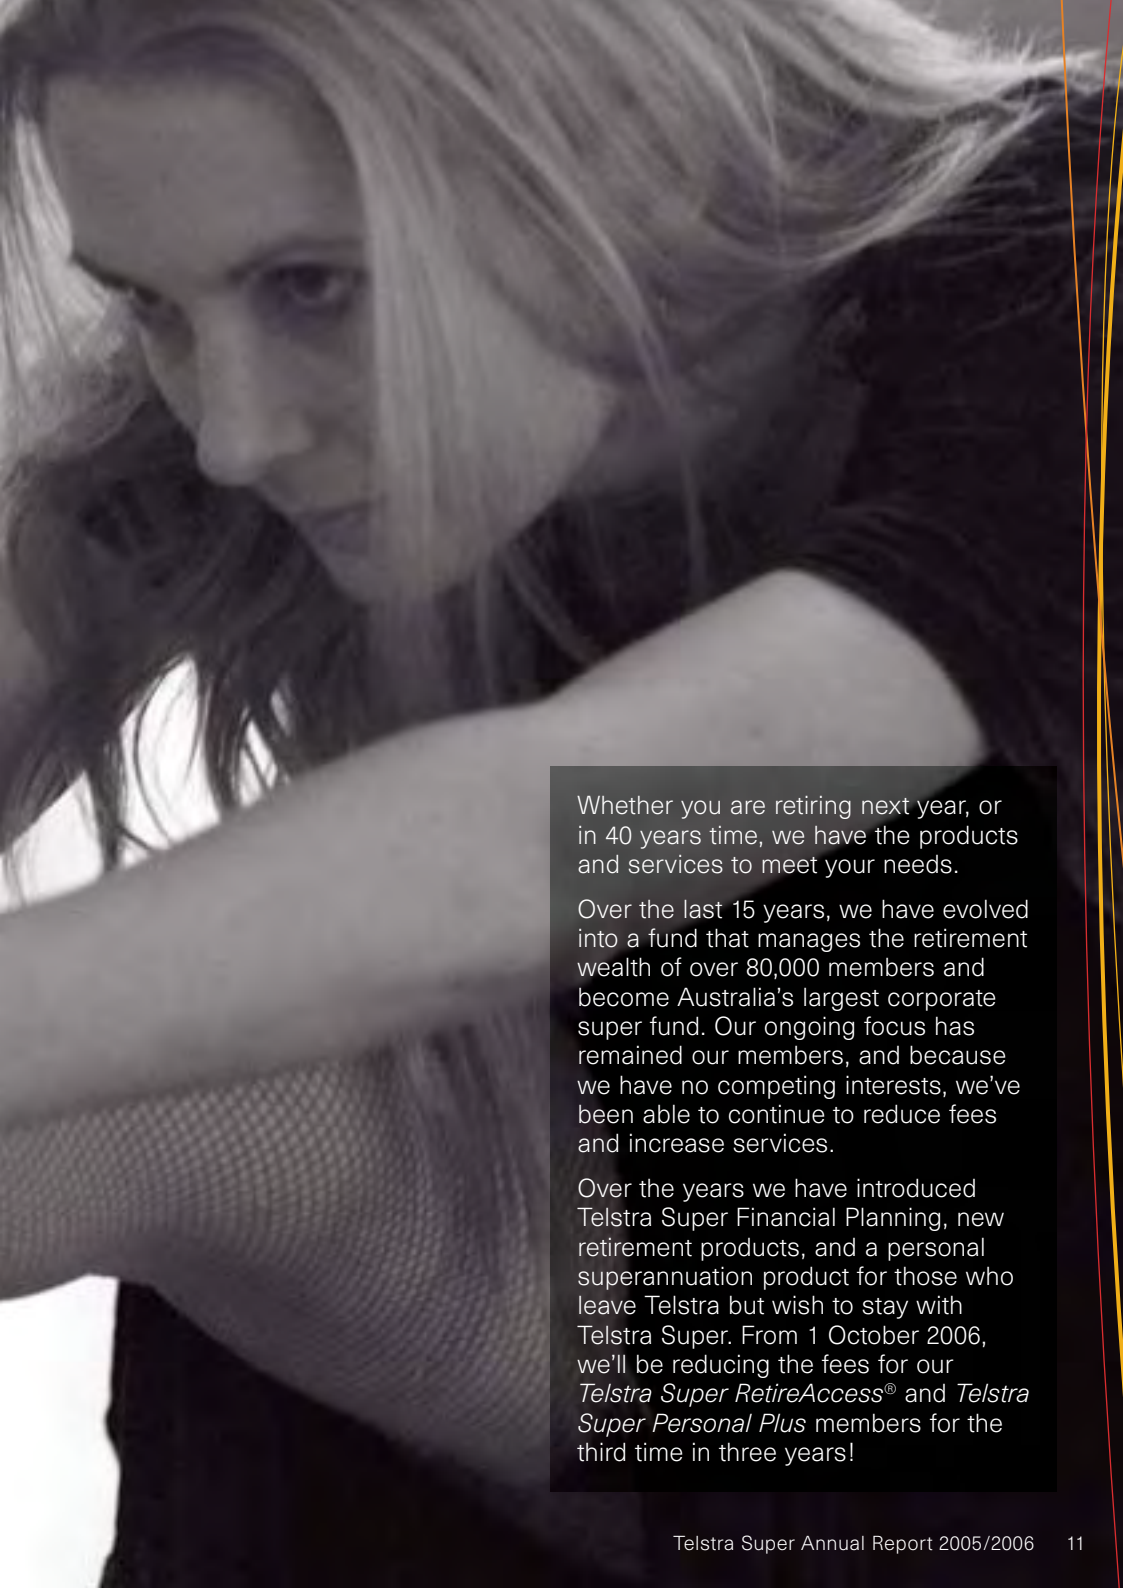 Whether you are retiring next year, or
in 40 years time, we have the products
and services to meet your needs.
Over the last 15 years, we have evolved
into a fund that manages the retirement
wealth of over 80,000 members and
become Australia's largest corporate
super fund. Our ongoing focus has
remained our members, and because
we have no competing interests, we've
been able to continue to reduce fees
and increase services.
Over the years we have introduced
Telstra Super Financial Planning, new
retirement products, and a personal
superannuation product for those who
leave Telstra but wish to stay with
Telstra Super. From 1 October 2006,
we'll be reducing the fees for our
Telstra Super RetireAccess® and Telstra
Super Personal Plus members for the
third time in three years!
Telstra Super Annual Report 2005/2006 11